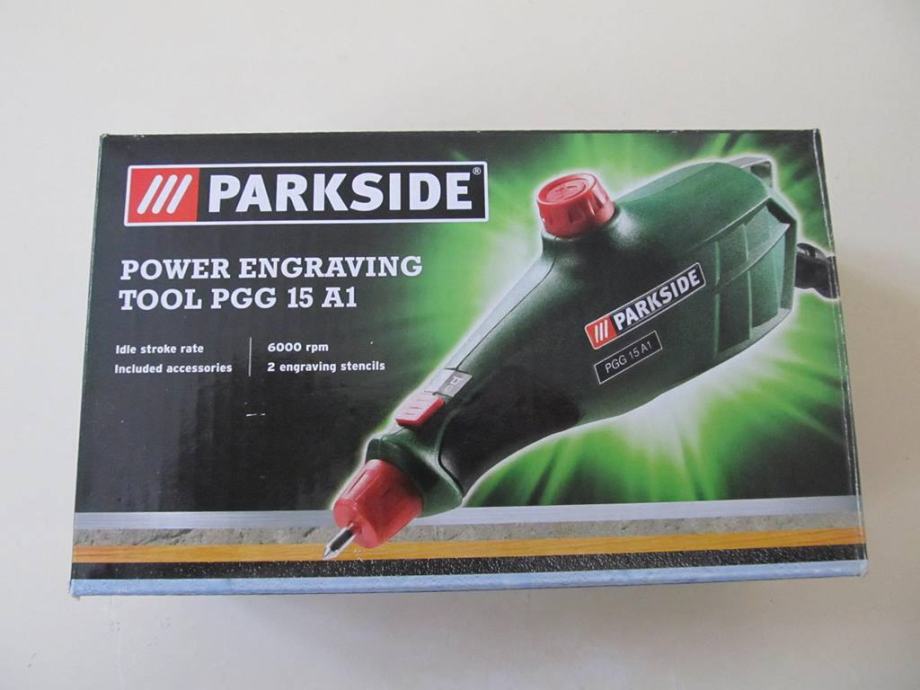 PARKSIDE®
POWER ENGRAVING
TOOL PGG 15 A1
Idle stroke rate 6000 rpm
Included accessories 2 engraving stencils
PARKSIDE
PGG 15 A1